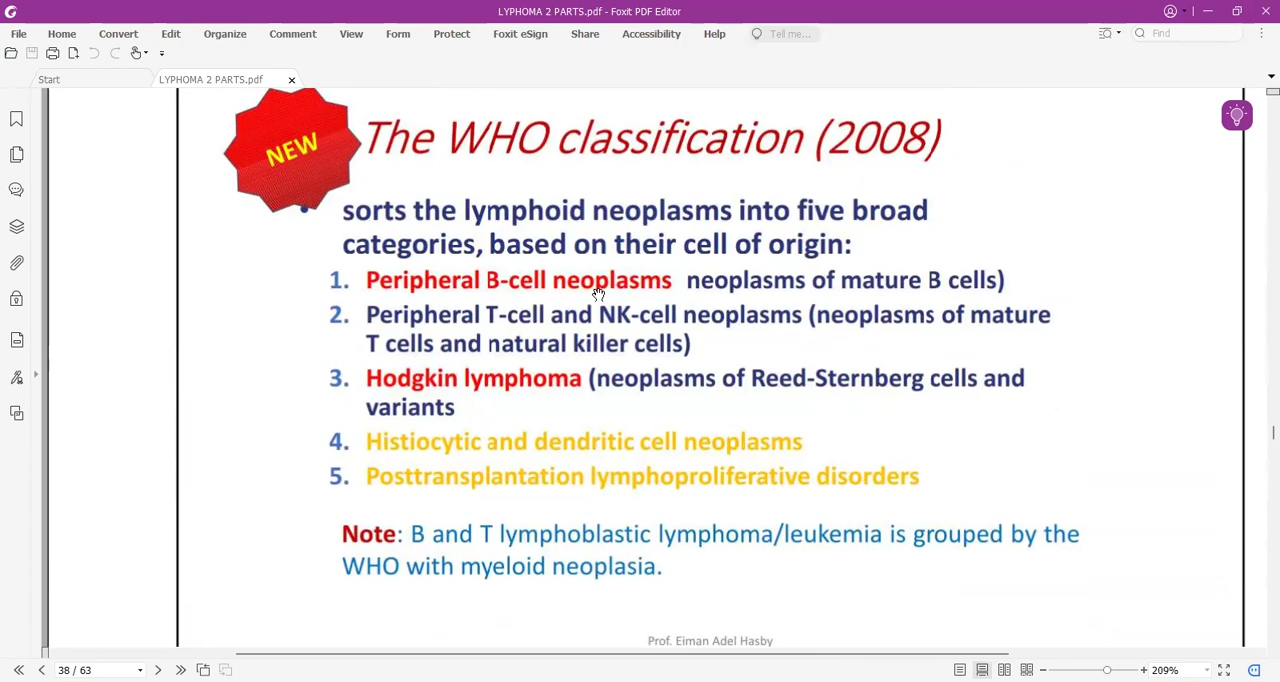 LYPHOMA 2 PARTS.pdf - Foxit PDF Editor
File Home Convert Edit Organize Comment View Form Protect Foxit eSign Share Accessibility Help Tell me... Find
Start LYPHOMA 2 PARTS.pdf
NEW
The WHO classification (2008)
• sorts the lymphoid neoplasms into five broad
categories, based on their cell of origin:
1. Peripheral B-cell neoplasms neoplasms of mature B cells)
2. Peripheral T-cell and NK-cell neoplasms (neoplasms of mature
T cells and natural killer cells)
3. Hodgkin lymphoma (neoplasms of Reed-Sternberg cells and
variants
4. Histiocytic and dendritic cell neoplasms
5. Posttransplantation lymphoproliferative disorders
Note: B and T lymphoblastic lymphoma/leukemia is grouped by the
WHO with myeloid neoplasia.
Prof. Eiman Adel Hasby
38 / 63 209%